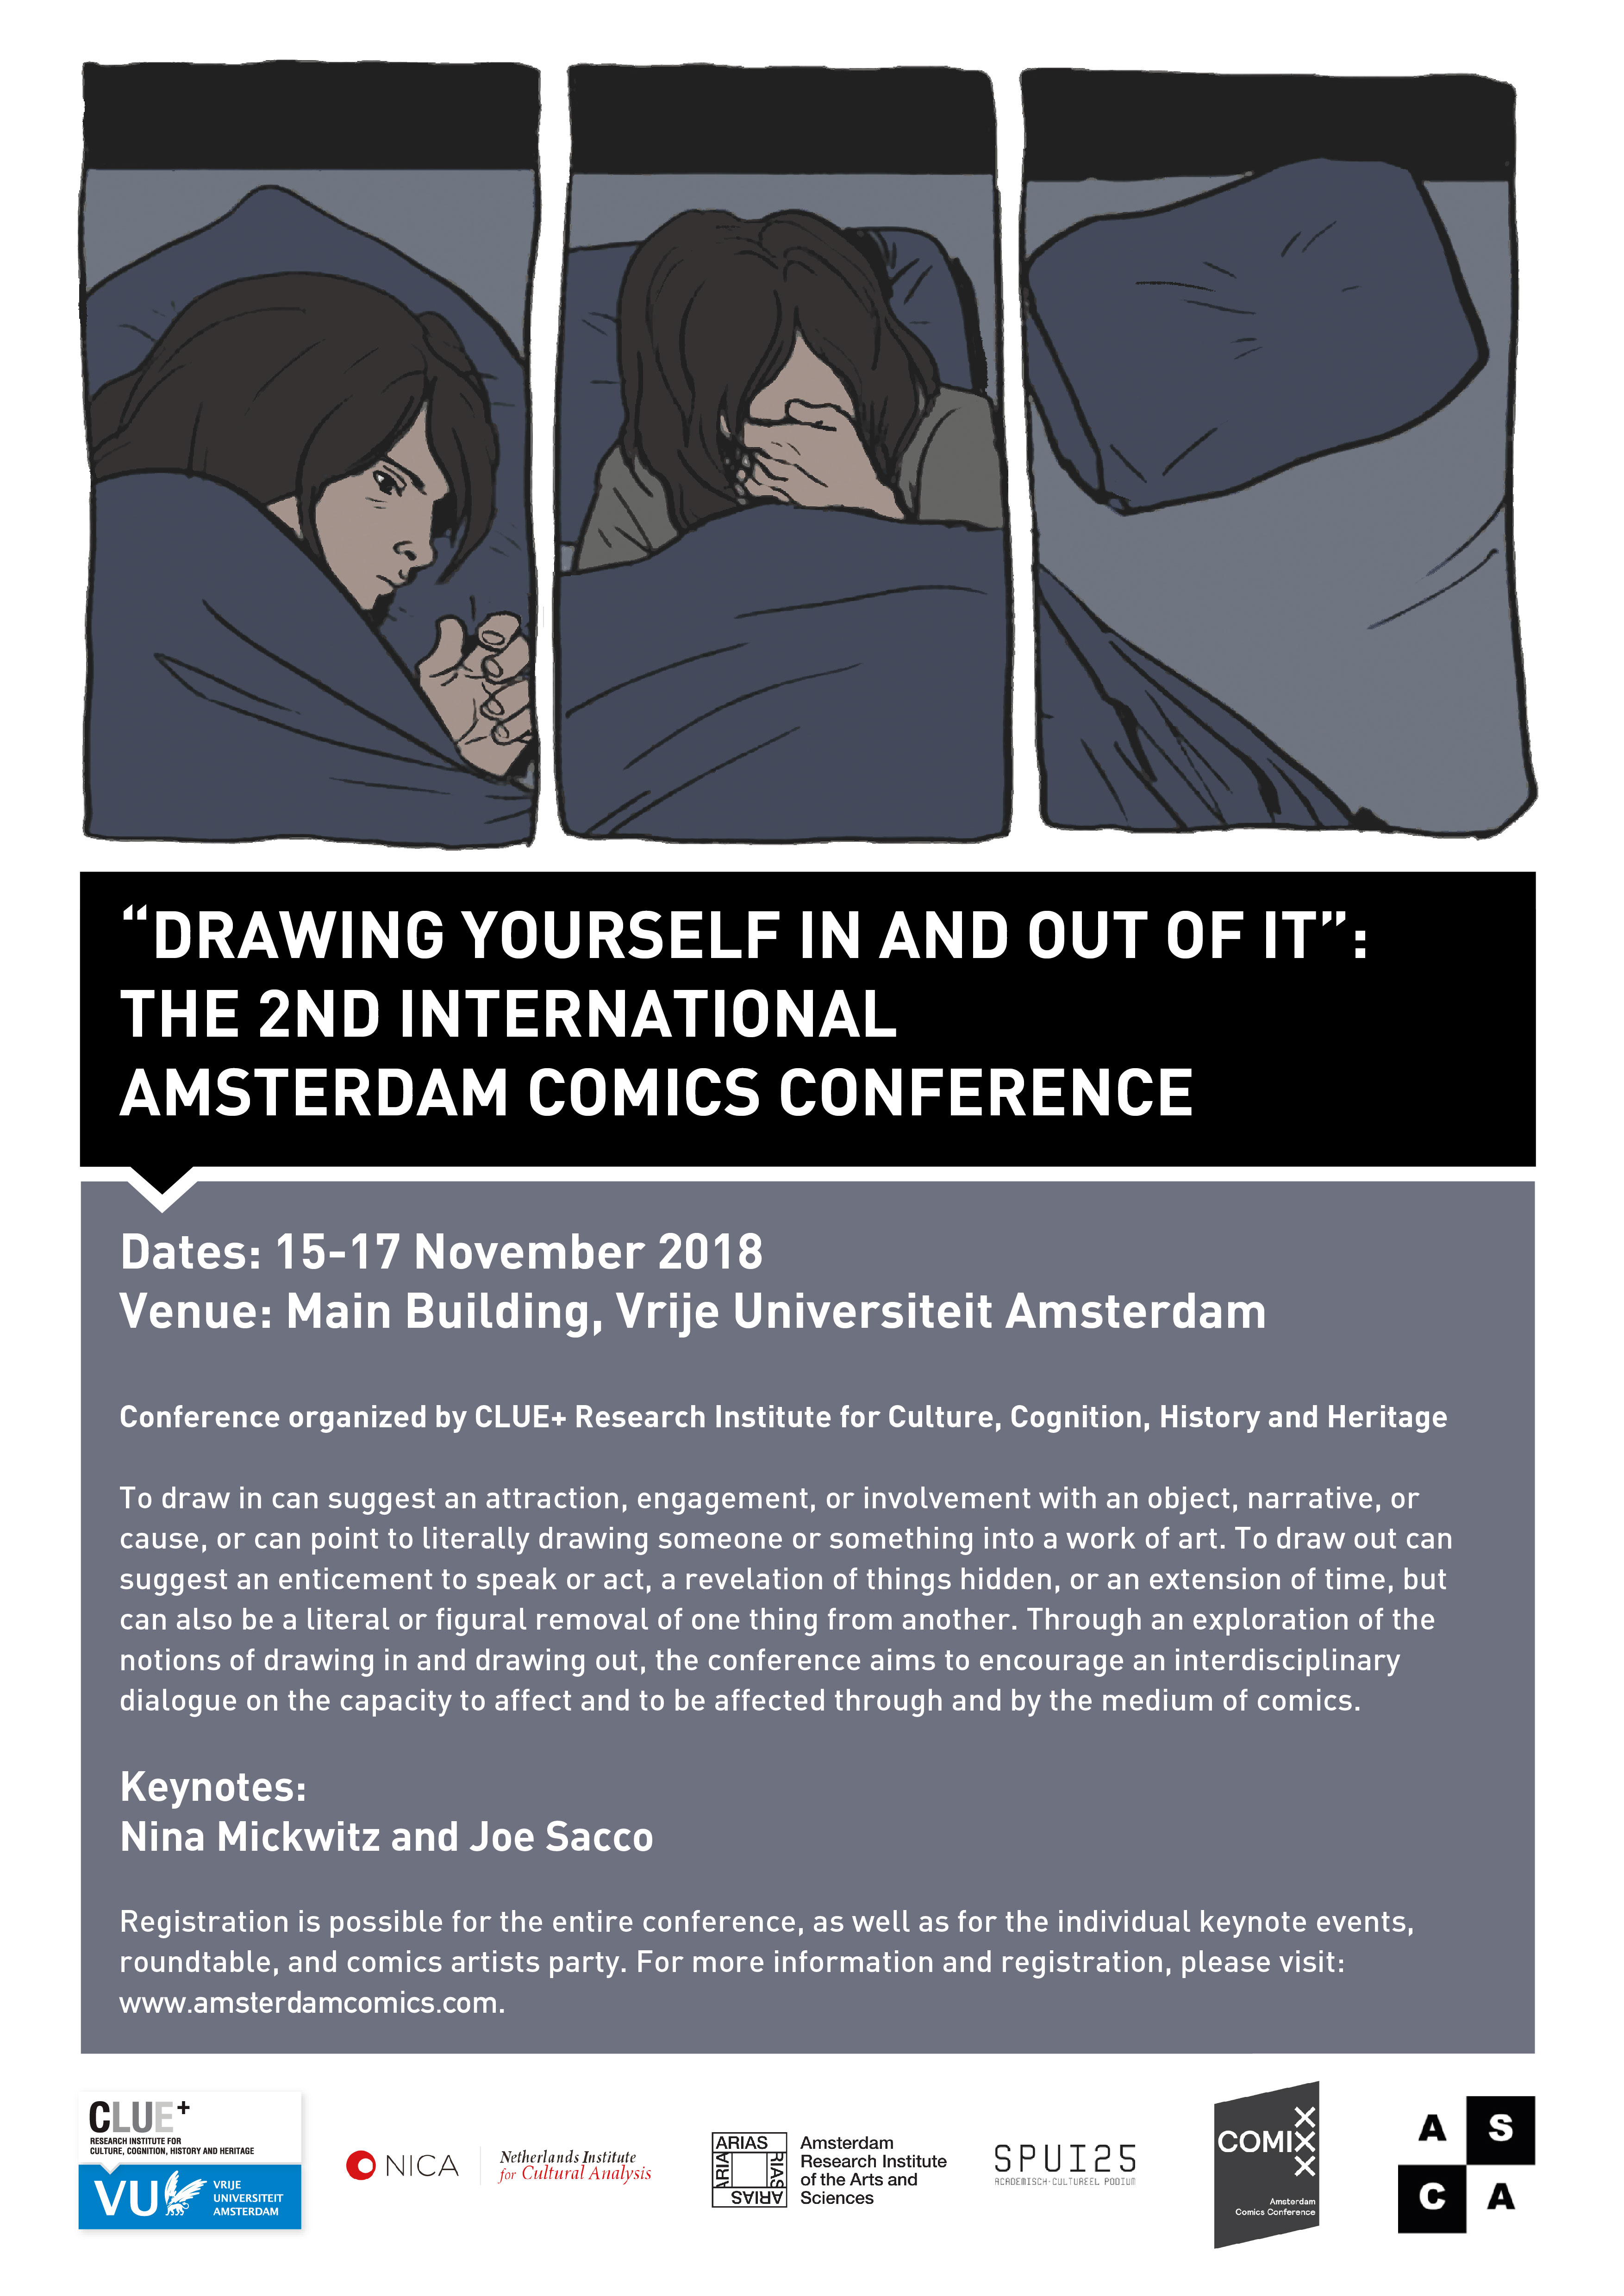 “DRAWING YOURSELF IN AND OUT OF IT”:
THE 2ND INTERNATIONAL
AMSTERDAM COMICS CONFERENCE
Dates: 15-17 November 2018
Venue: Main Building, Vrije Universiteit Amsterdam
Conference organized by CLUE+ Research Institute for Culture, Cognition, History and Heritage
To draw in can suggest an attraction, engagement, or involvement with an object, narrative, or
cause, or can point to literally drawing someone or something into a work of art. To draw out can
suggest an enticement to speak or act, a revelation of things hidden, or an extension of time, but
can also be a literal or figural removal of one thing from another. Through an exploration of the
notions of drawing in and drawing out, the conference aims to encourage an interdisciplinary
dialogue on the capacity to affect and to be affected through and by the medium of comics.
Keynotes:
Nina Mickwitz and Joe Sacco
Registration is possible for the entire conference, as well as for the individual keynote events,
roundtable, and comics artists party. For more information and registration, please visit:
www.amsterdamcomics.com.
CLUE+
RESEARCH INSTITUTE FOR
CULTURE, COGNITION, HISTORY AND HERITAGE
VU
VRIJE
UNIVERSITEIT
AMSTERDAM
NICA
Netherlands Institute
for Cultural Analysis
ARIAS
ARIAS
ARIAS
ARIAS
Amsterdam
Research Institute
of the Arts and
Sciences
SPUI25
ACADEMISCH-CULTUREEL PODIUM
COMIXXX
Amsterdam
Comics Conference
A S
C A